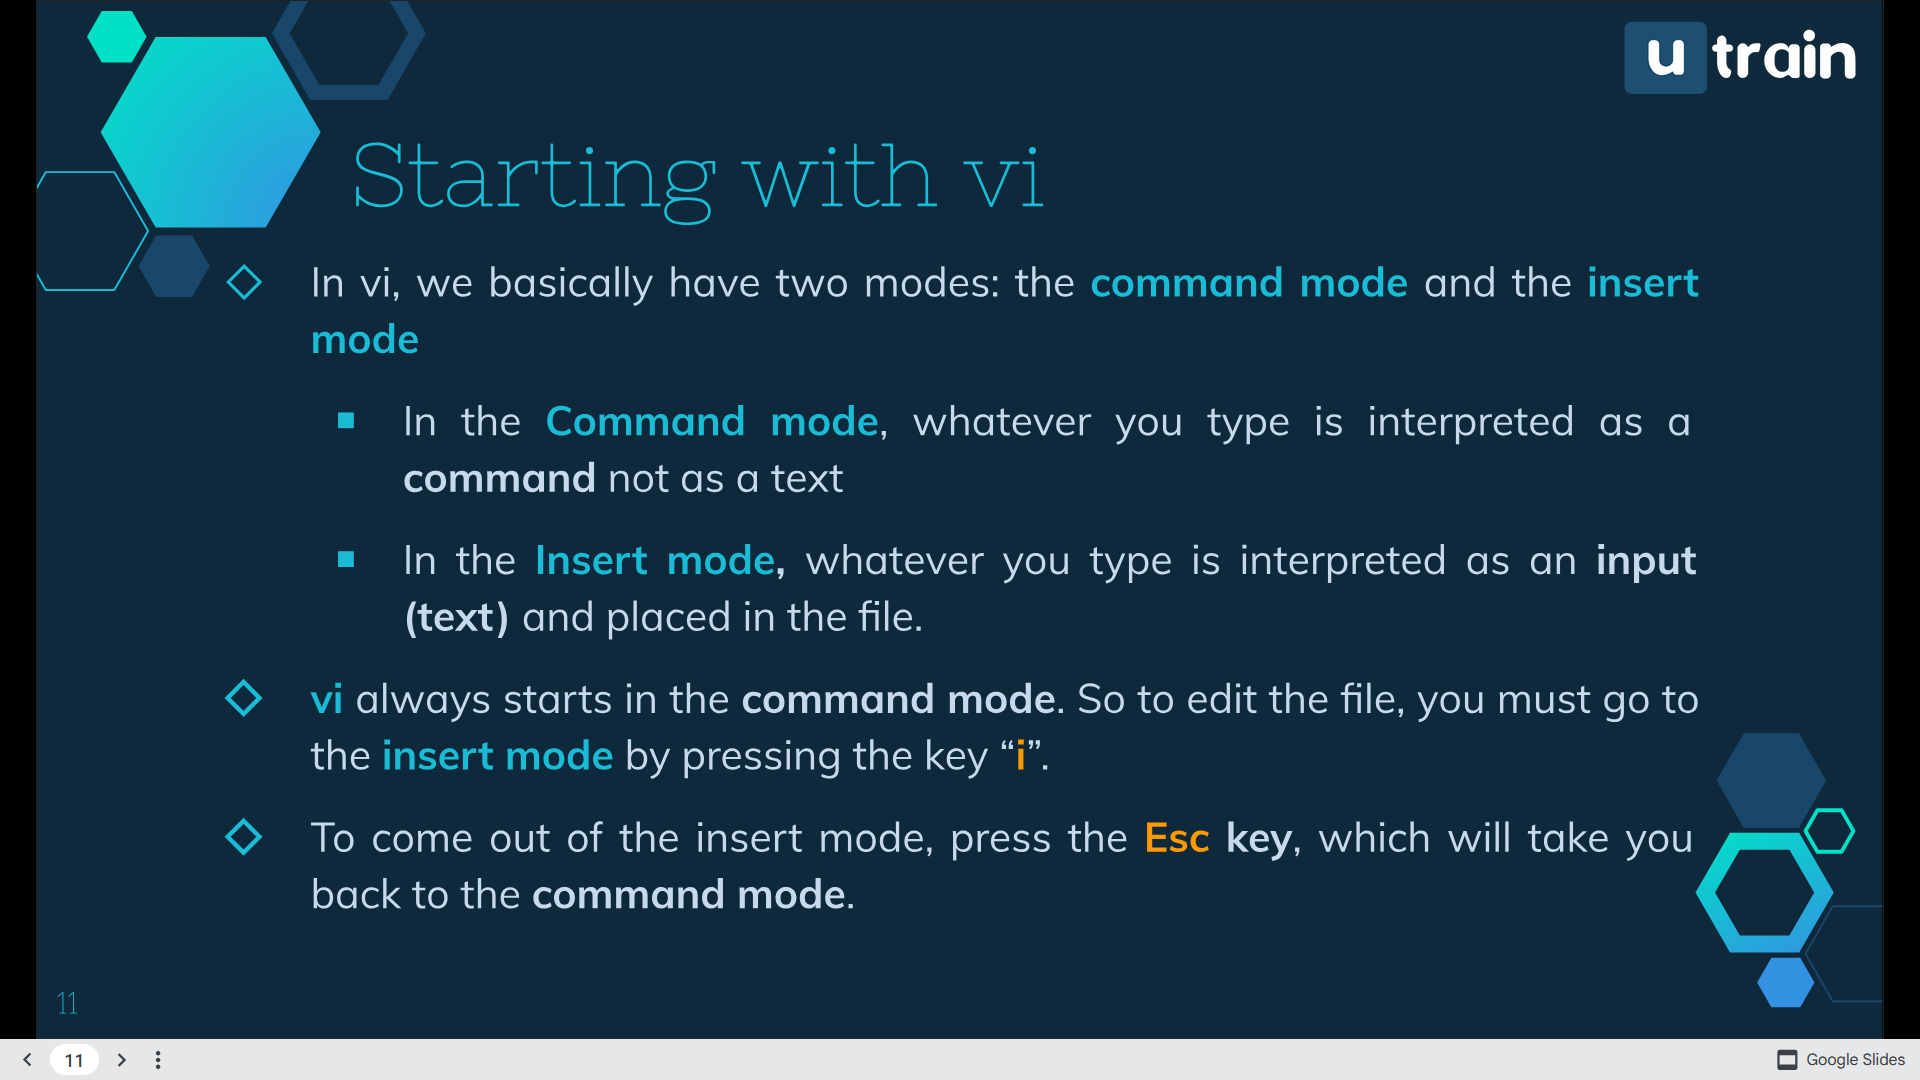 u train
Starting with vi
In vi, we basically have two modes: the command mode and the insert
mode
In the Command mode, whatever you type is interpreted as a
command not as a text
In the Insert mode, whatever you type is interpreted as an input
(text) and placed in the file.
vi always starts in the command mode. So to edit the file, you must go to
the insert mode by pressing the key “i”.
To come out of the insert mode, press the Esc key, which will take you
back to the command mode.
11
11
Google Slides